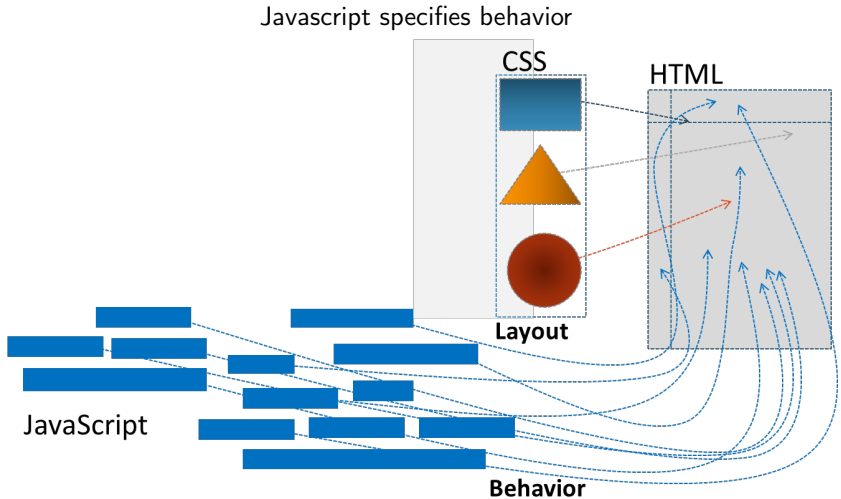 Javascript specifies behavior
CSS
HTML
Layout
JavaScript
Behavior